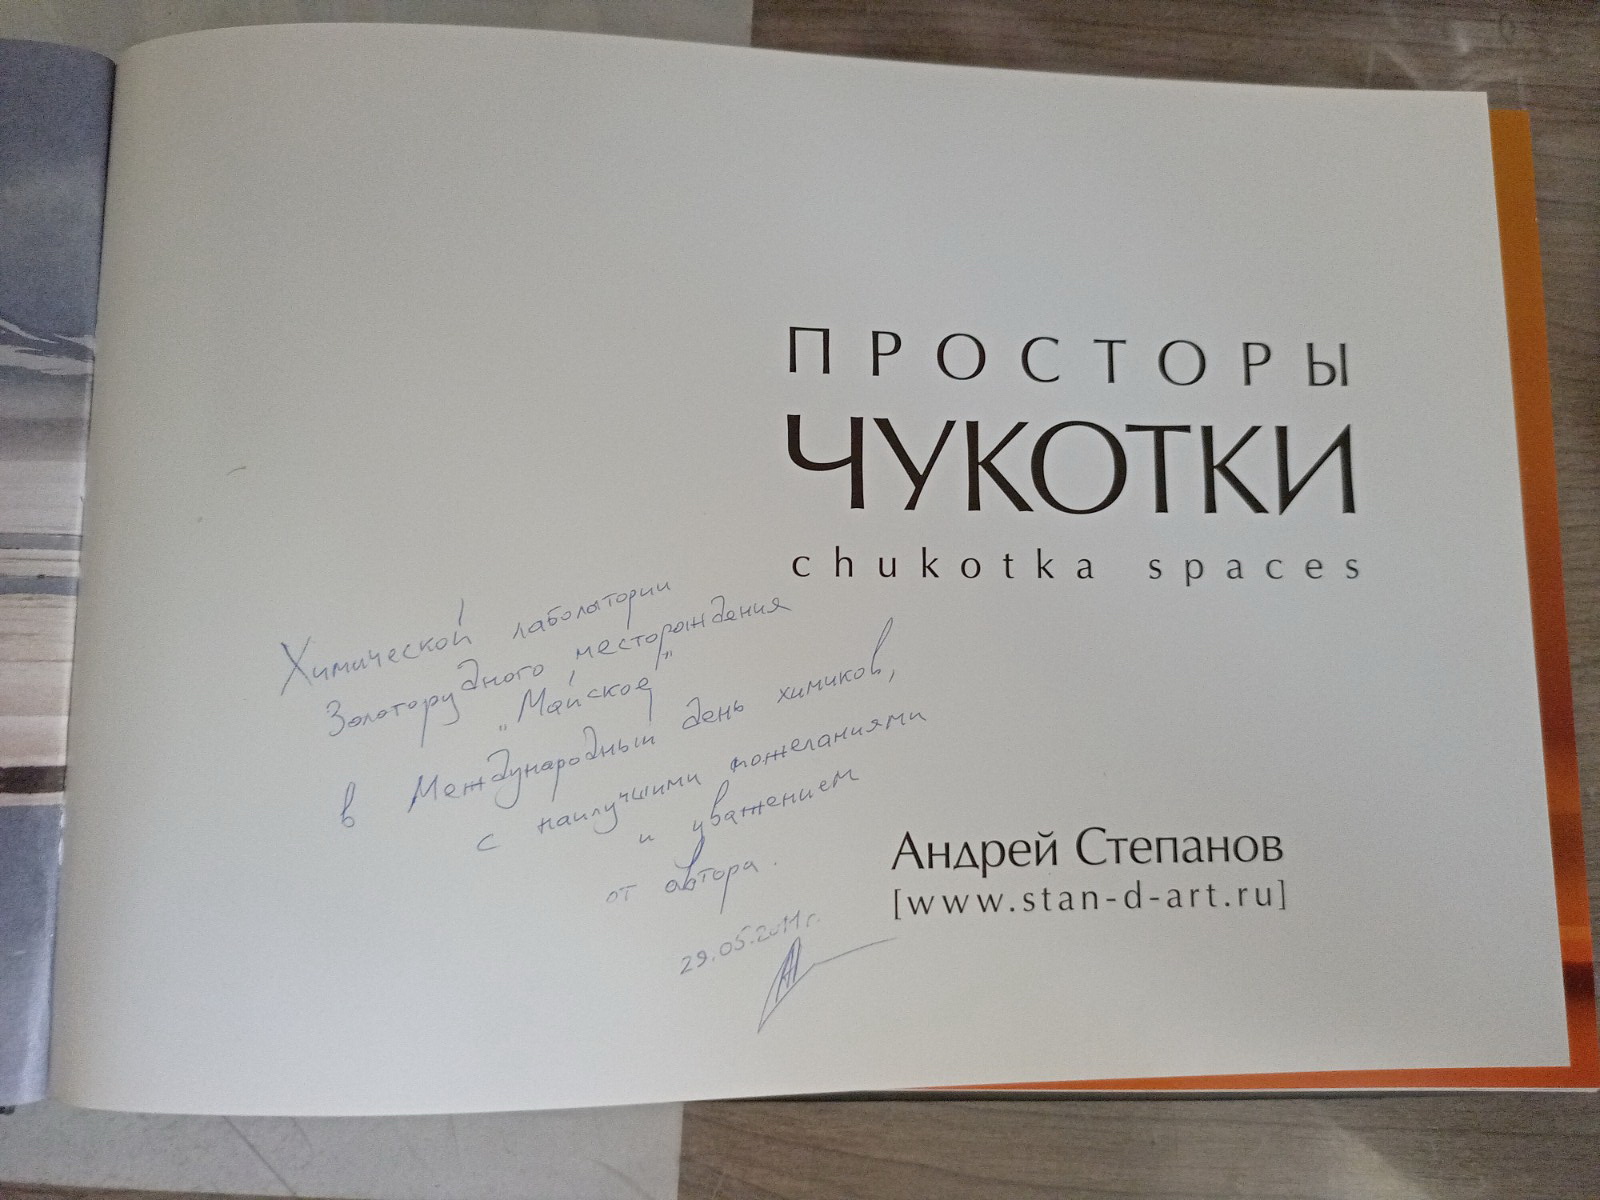 ПРОСТОРЫ
ЧУКОТКИ
chukotka spaces
Химической лаболатории
Золоторудного месторождения
"Майское"
в Международный день химиков,
с наилучшими пожеланиями
и уважением
от автора.
29.05.2011г.
Андрей Степанов
[www.stan-d-art.ru]